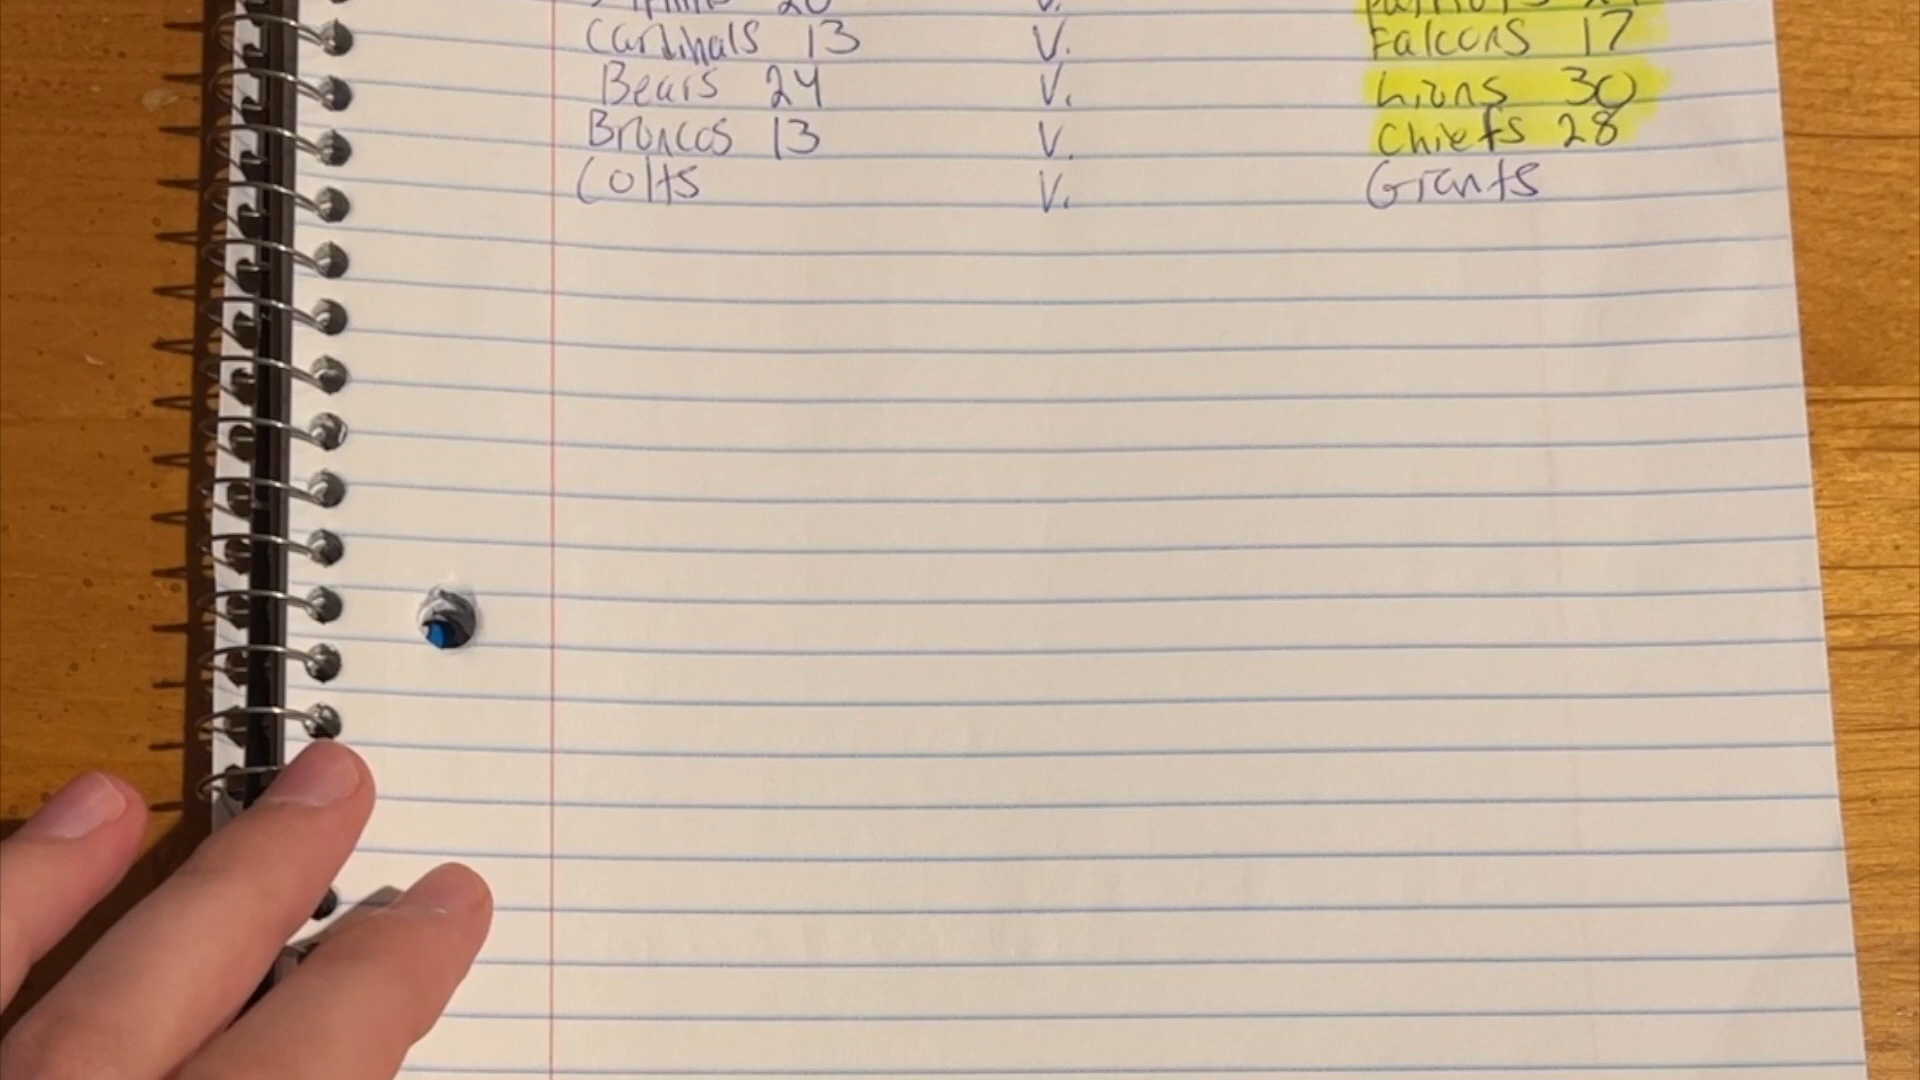 Cardinals 13 V. Falcons 17
Bears 24 V. Lions 30
Broncos 13 V. Chiefs 28
Colts V. Giants